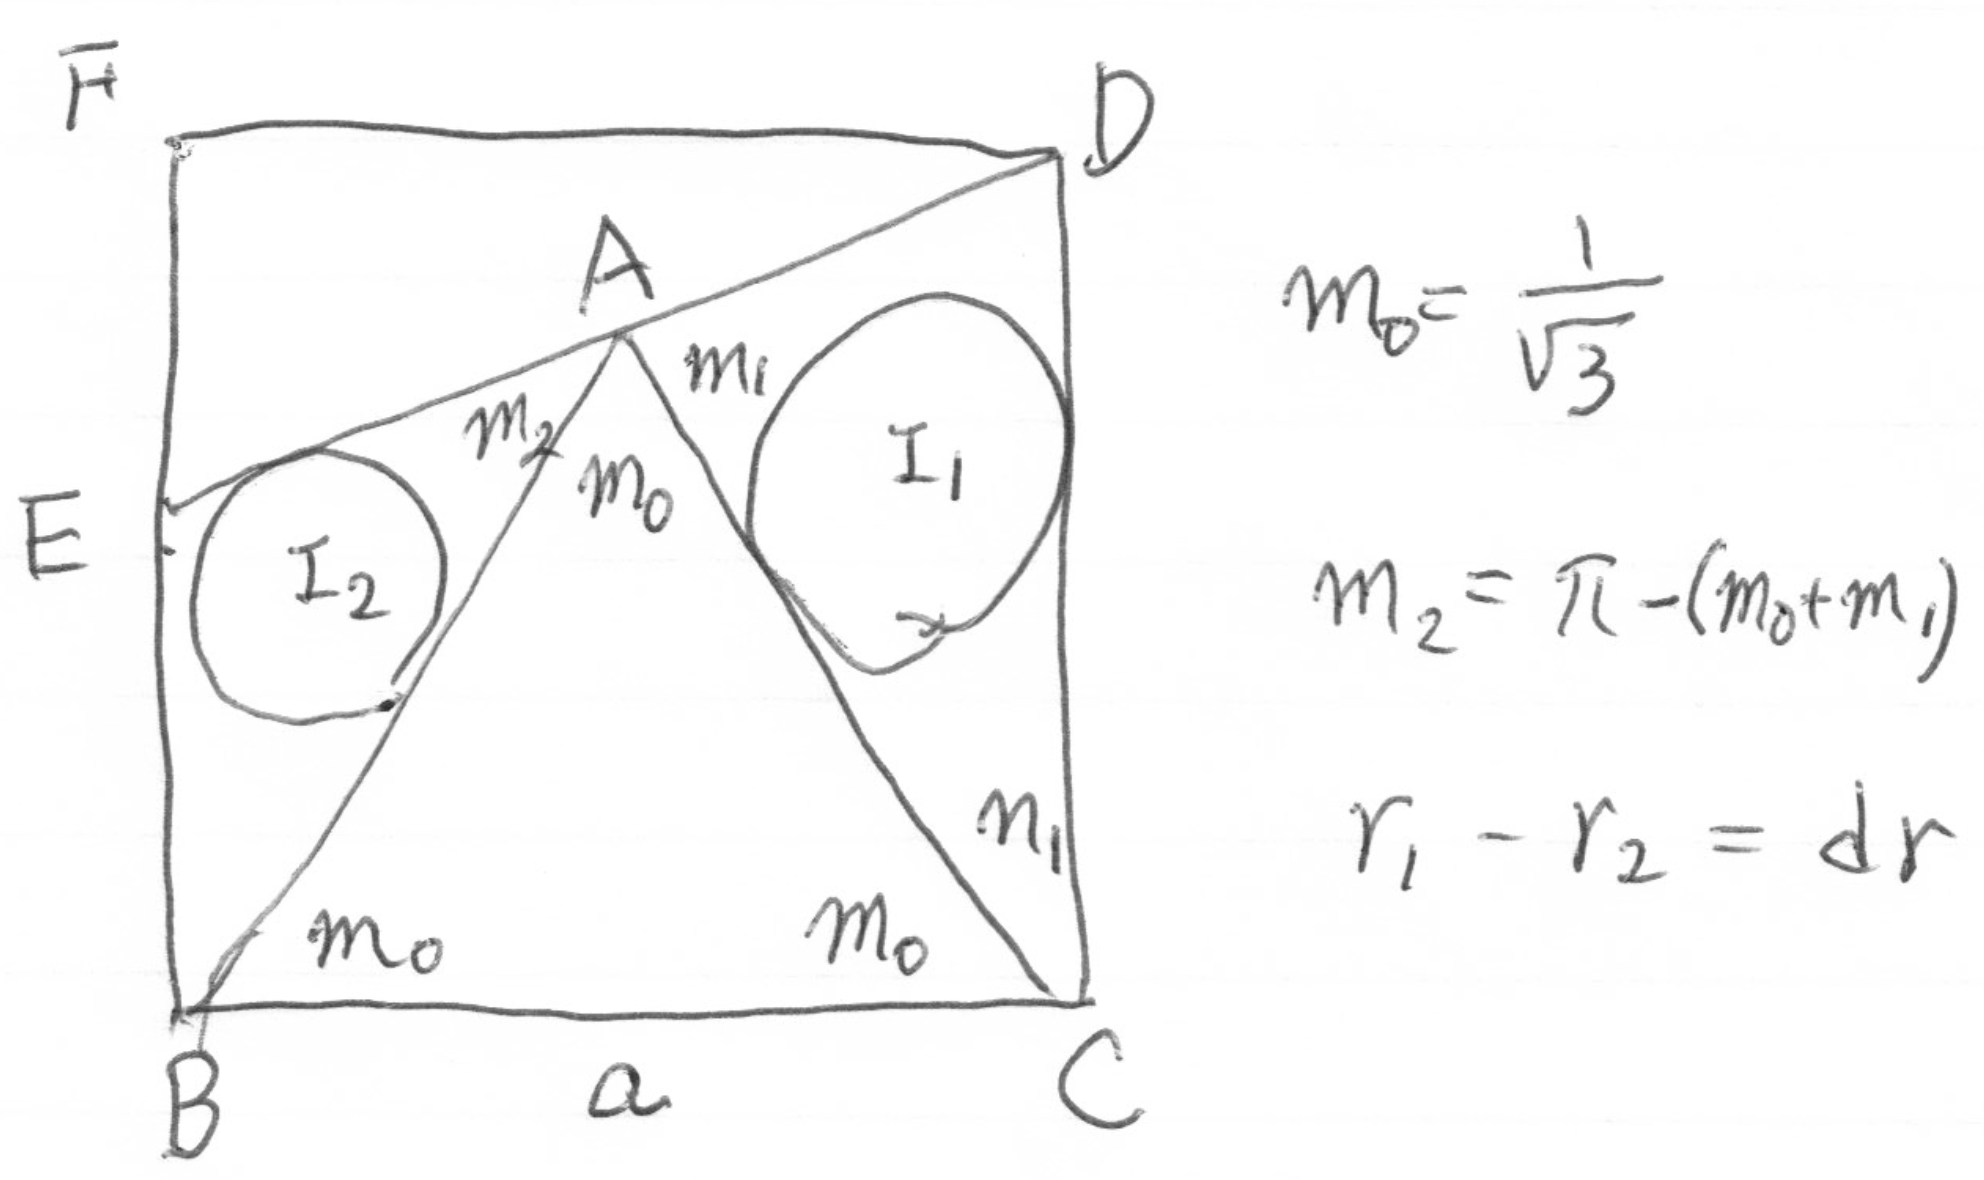 F
D
A
m₁
m₀ = 1/√3
I₁
m₂
m₀
E
I₂
m₂ = π - (m₀ + m₁)
n₁
r₁ - r₂ = dr
m₀
m₀
B
a
C